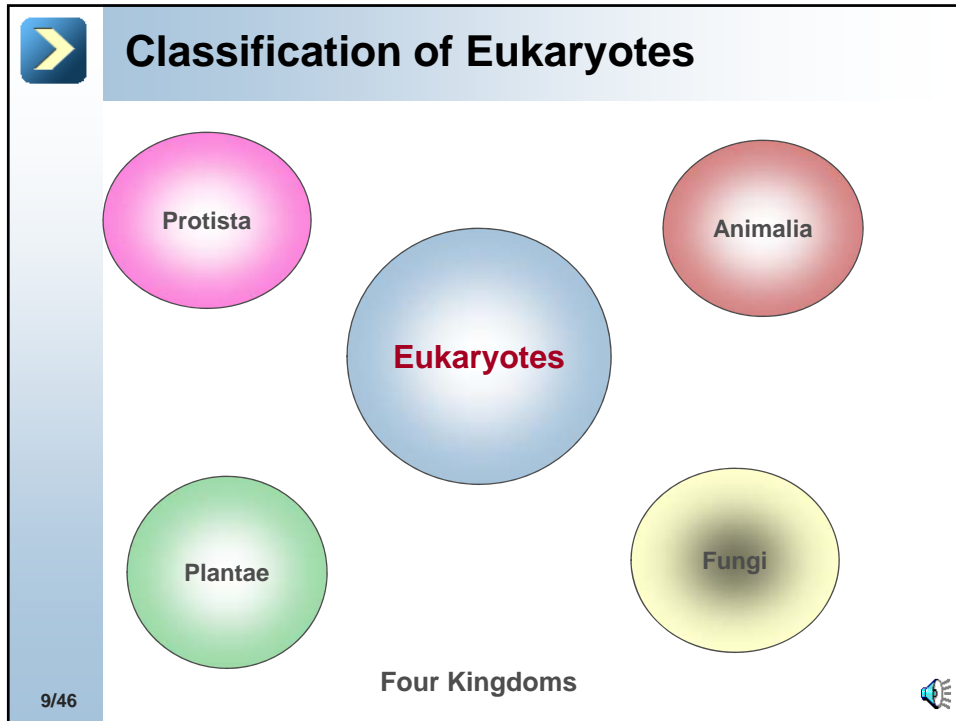 Classification of Eukaryotes
Protista
Animalia
Eukaryotes
Plantae
Fungi
Four Kingdoms
9/46